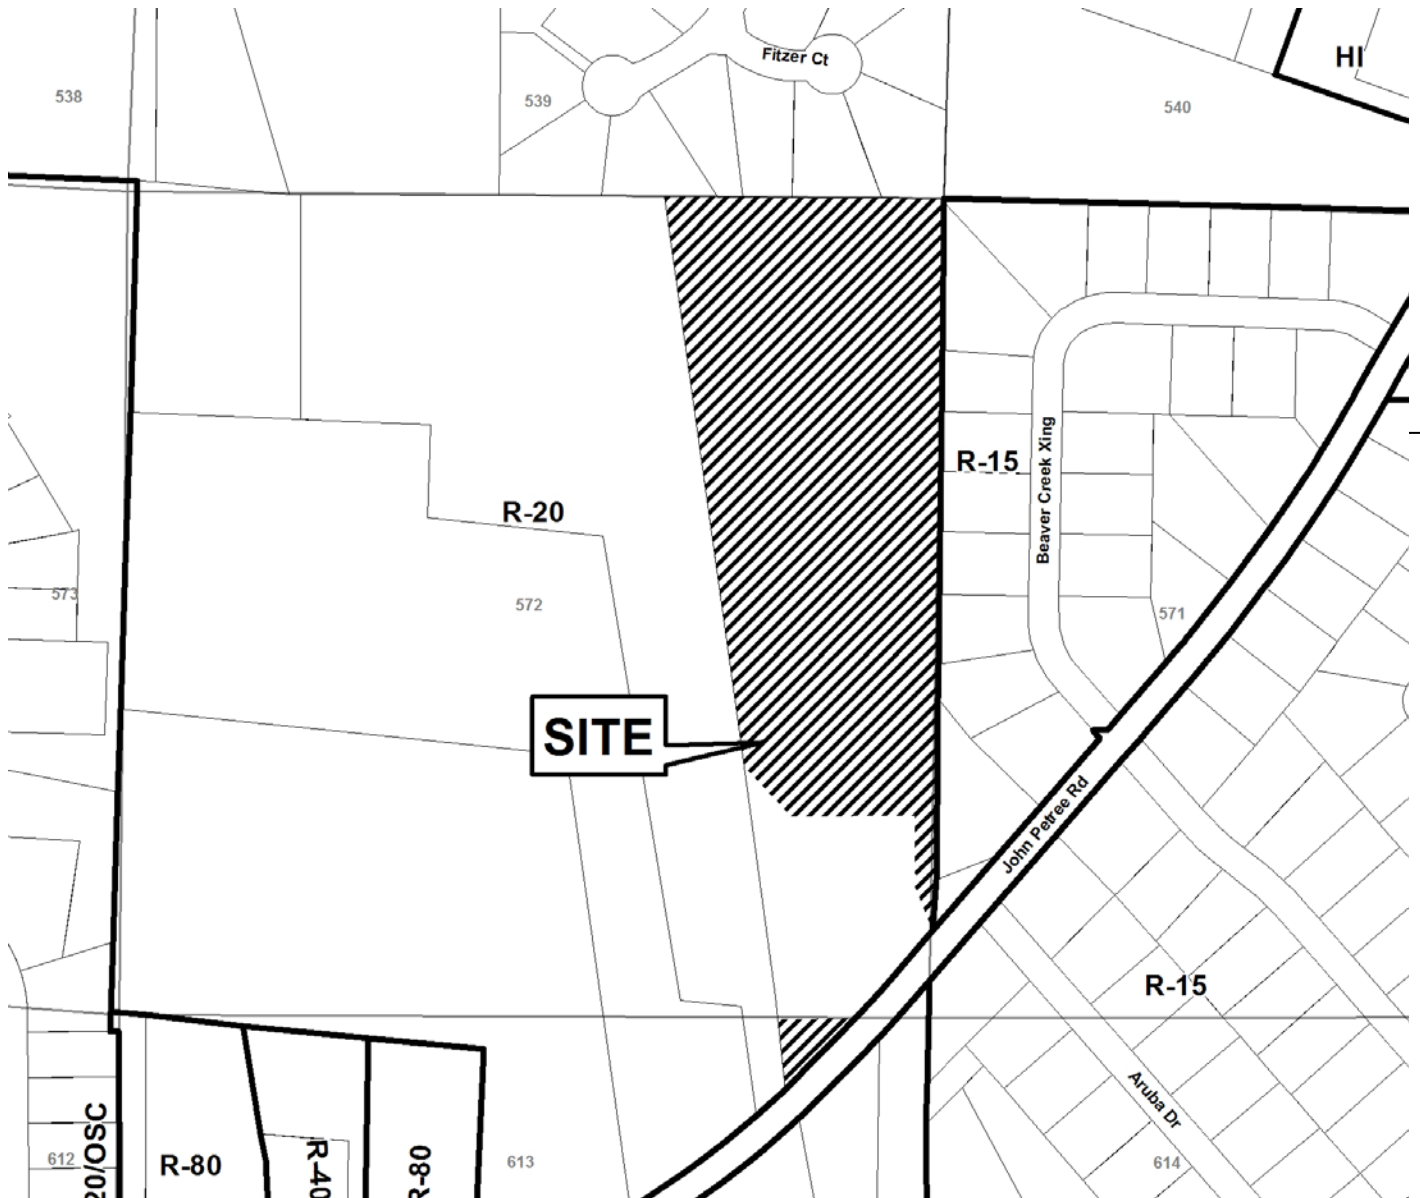 Fitzer Ct
HI
538
539
540
R-15
Beaver Creek Xing
R-20
573
572
571
SITE
John Petree Rd
R-15
Aruba Dr
20/OSC
R-80
R-40
R-80
612
613
614